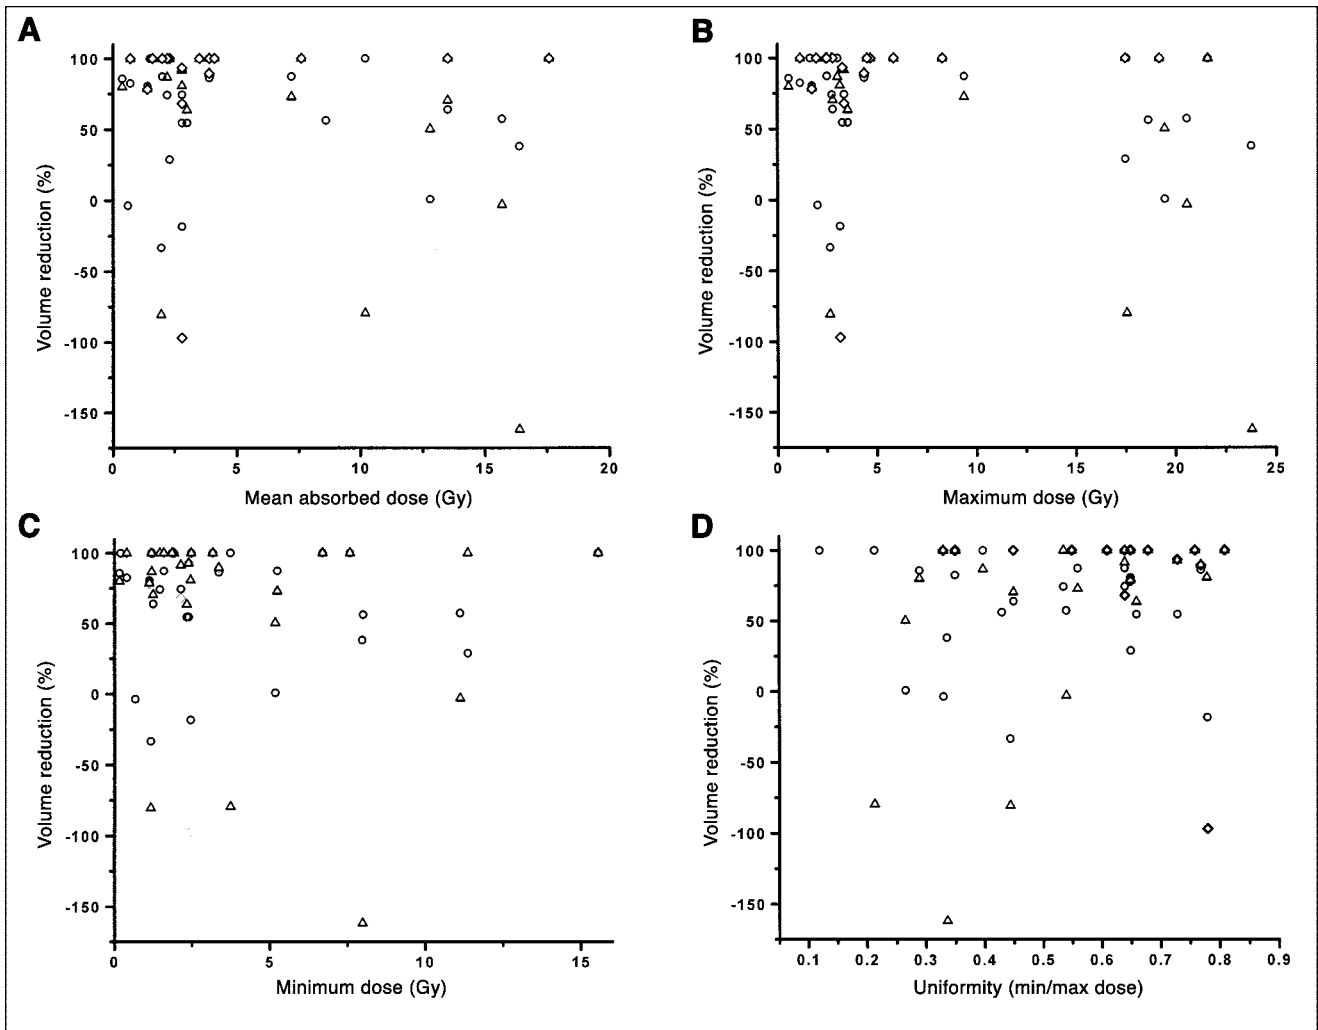 A
100
50
0
-50
-100
-150
Volume reduction (%)
0 5 10 15 20
Mean absorbed dose (Gy)
B
100
50
0
-50
-100
-150
Volume reduction (%)
0 5 10 15 20 25
Maximum dose (Gy)
C
100
50
0
-50
-100
-150
Volume reduction (%)
0 5 10 15
Minimum dose (Gy)
D
100
50
0
-50
-100
-150
Volume reduction (%)
0.1 0.2 0.3 0.4 0.5 0.6 0.7 0.8 0.9
Uniformity (min/max dose)